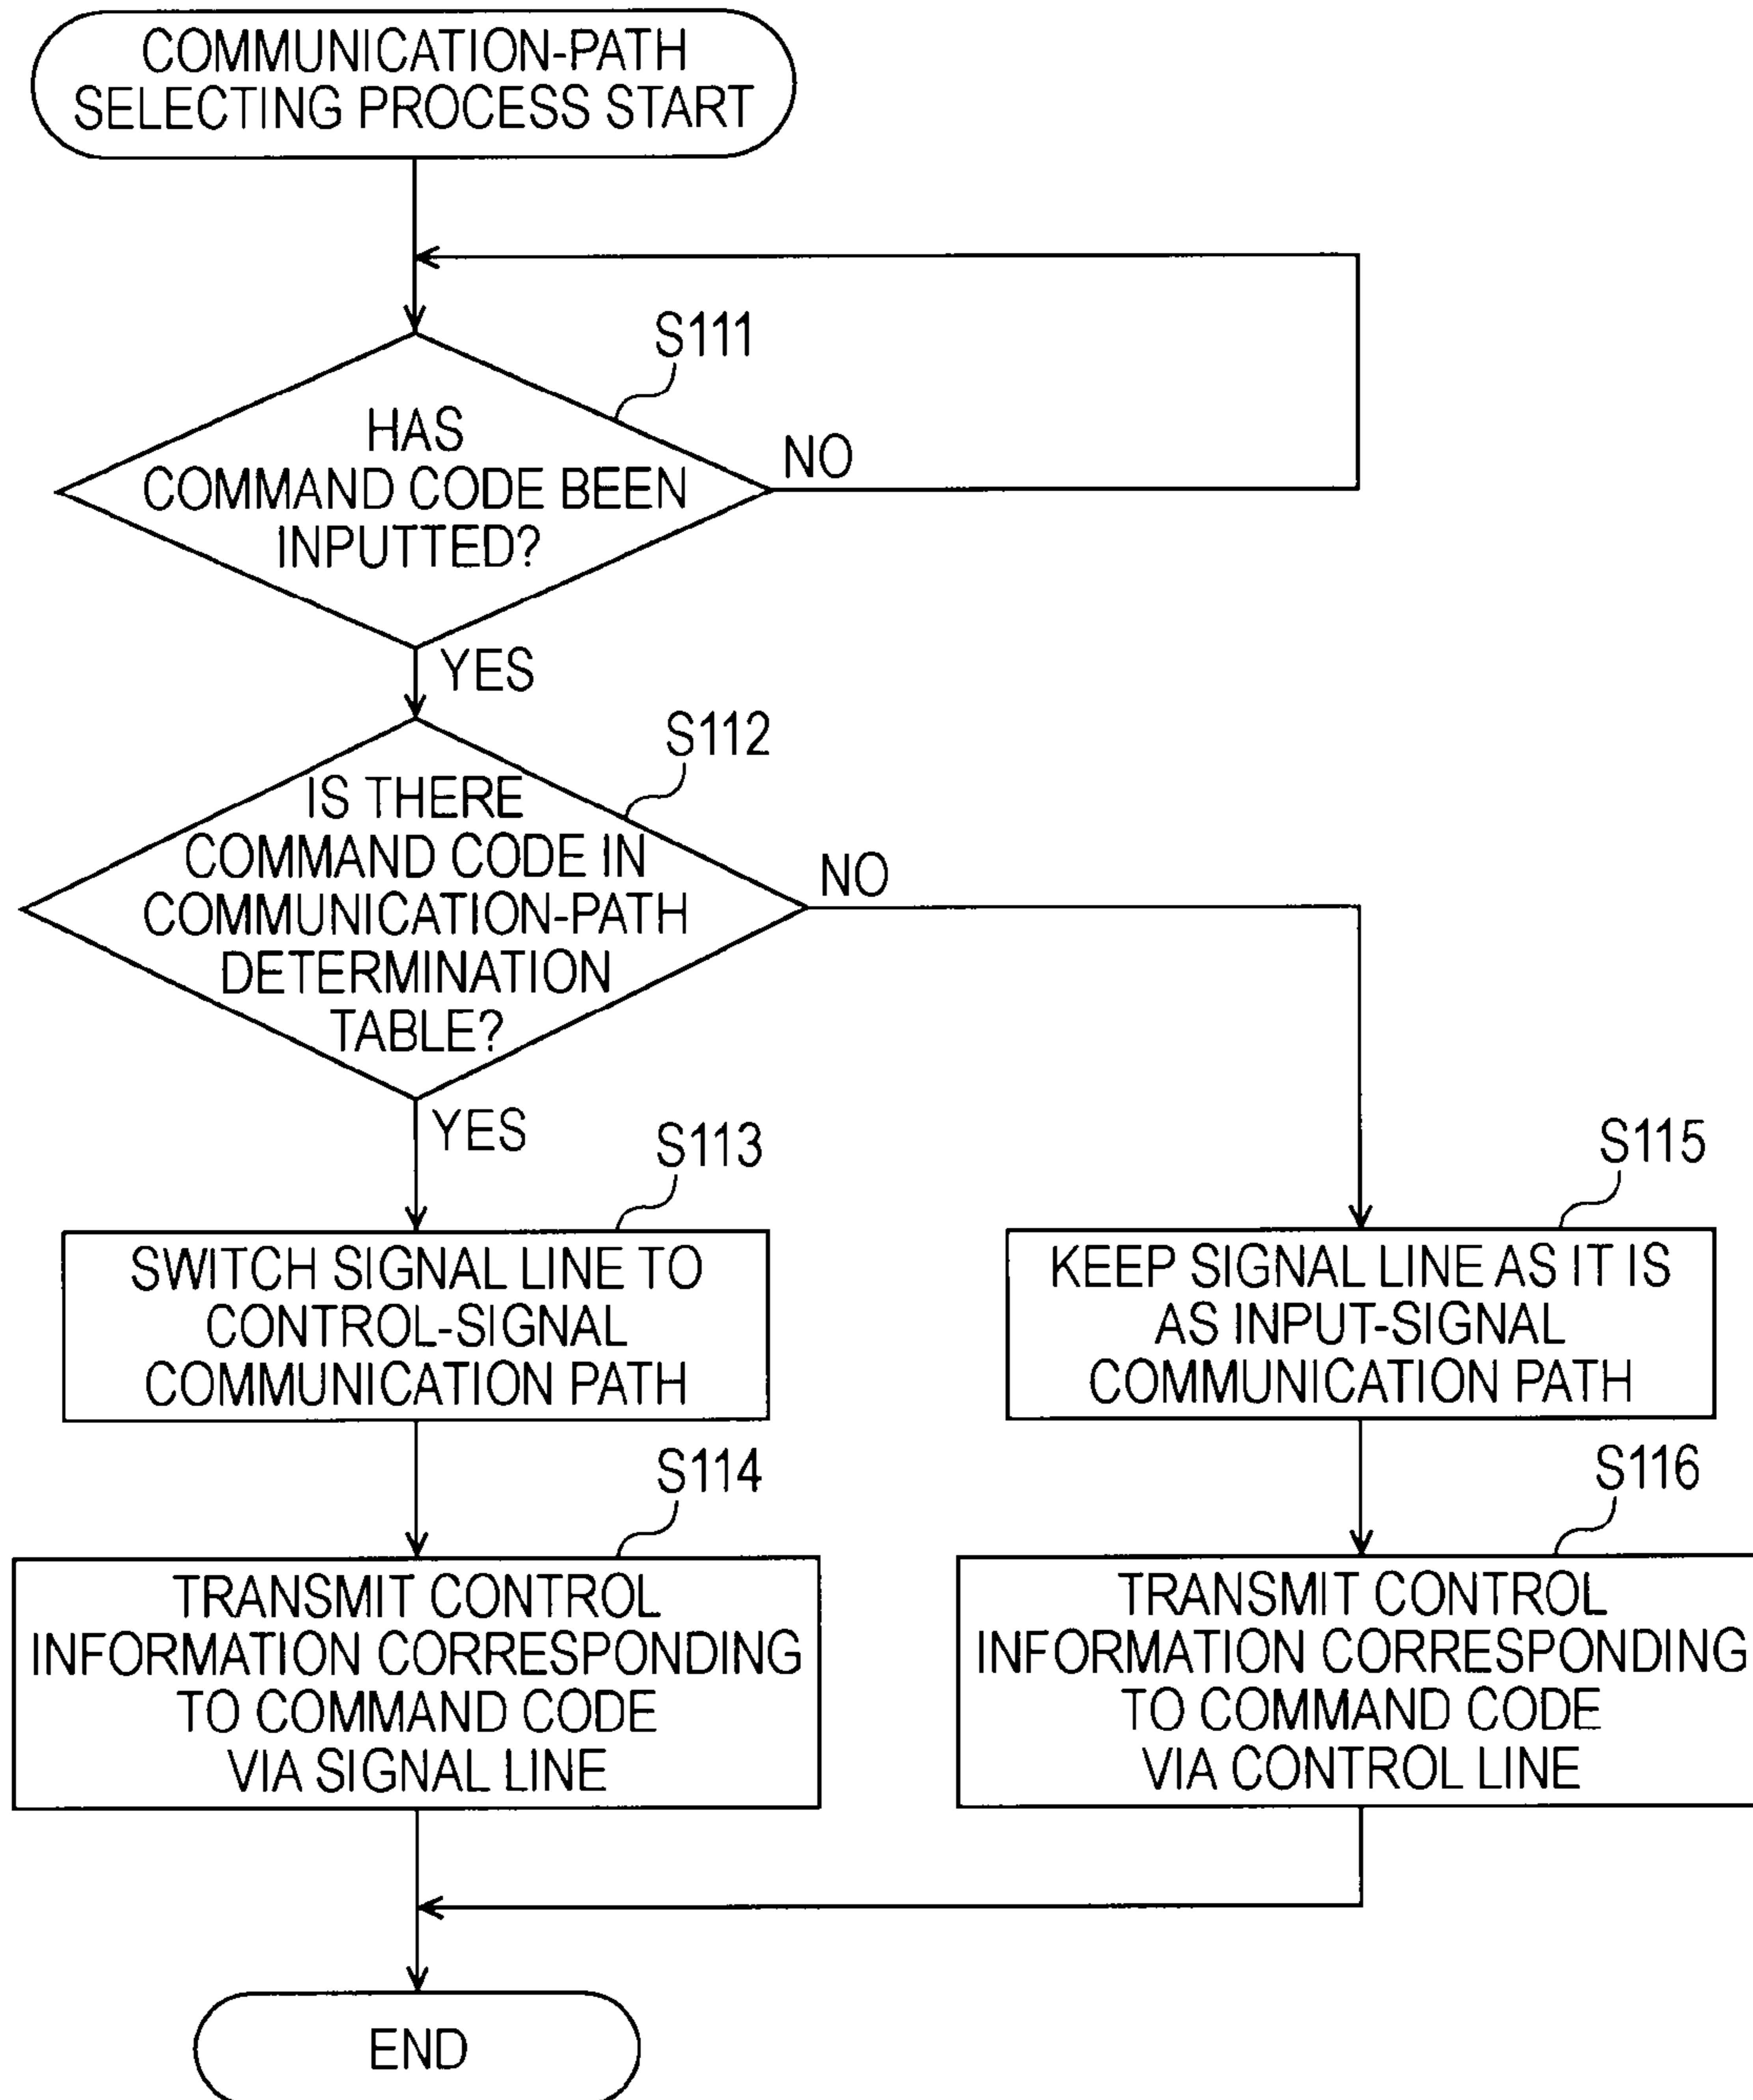 COMMUNICATION-PATH
SELECTING PROCESS START
S111
HAS
COMMAND CODE BEEN
INPUTTED?
NO
YES
S112
IS THERE
COMMAND CODE IN
COMMUNICATION-PATH
DETERMINATION
TABLE?
NO
YES
S113
SWITCH SIGNAL LINE TO
CONTROL-SIGNAL
COMMUNICATION PATH
S115
KEEP SIGNAL LINE AS IT IS
AS INPUT-SIGNAL
COMMUNICATION PATH
S114
TRANSMIT CONTROL
INFORMATION CORRESPONDING
TO COMMAND CODE
VIA SIGNAL LINE
S116
TRANSMIT CONTROL
INFORMATION CORRESPONDING
TO COMMAND CODE
VIA CONTROL LINE
END